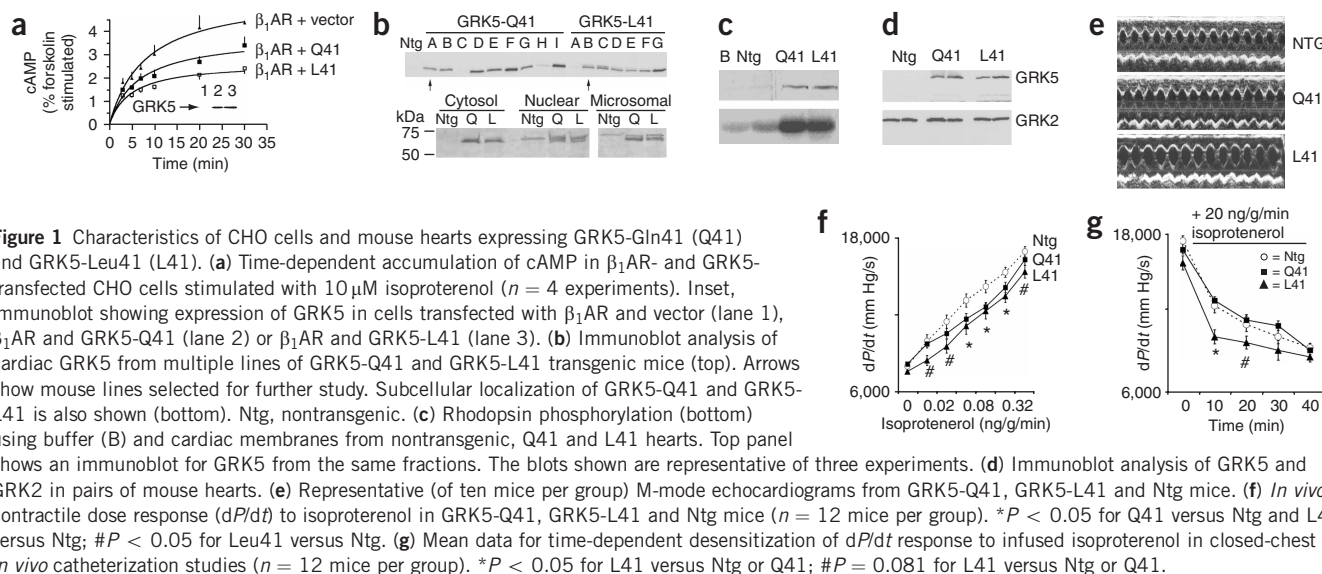 a
cAMP
(% forskolin
stimulated)
4
3
2
1
0
β1AR + vector
β1AR + Q41
β1AR + L41
1 2 3
GRK5
0 5 10 15 20 25 30 35
Time (min)
b
GRK5-Q41 GRK5-L41
Ntg A B C D E F G H I A B C D E F G
Cytosol Nuclear Microsomal
kDa Ntg Q L Ntg Q L Ntg Q L
75
50
c
B Ntg Q41 L41
d
Ntg Q41 L41
GRK5
GRK2
e
NTG
Q41
L41
Figure 1 Characteristics of CHO cells and mouse hearts expressing GRK5-Gln41 (Q41)
and GRK5-Leu41 (L41). (a) Time-dependent accumulation of cAMP in β1AR- and GRK5-
transfected CHO cells stimulated with 10 μM isoproterenol (n = 4 experiments). Inset,
immunoblot showing expression of GRK5 in cells transfected with β1AR and vector (lane 1),
β1AR and GRK5-Q41 (lane 2) or β1AR and GRK5-L41 (lane 3). (b) Immunoblot analysis of
cardiac GRK5 from multiple lines of GRK5-Q41 and GRK5-L41 transgenic mice (top). Arrows
show mouse lines selected for further study. Subcellular localization of GRK5-Q41 and GRK5-
L41 is also shown (bottom). Ntg, nontransgenic. (c) Rhodopsin phosphorylation (bottom)
using buffer (B) and cardiac membranes from nontransgenic, Q41 and L41 hearts. Top panel
shows an immunoblot for GRK5 from the same fractions. The blots shown are representative of three experiments. (d) Immunoblot analysis of GRK5 and
GRK2 in pairs of mouse hearts. (e) Representative (of ten mice per group) M-mode echocardiograms from GRK5-Q41, GRK5-L41 and Ntg mice. (f) In vivo
contractile dose response (dP/dt) to isoproterenol in GRK5-Q41, GRK5-L41 and Ntg mice (n = 12 mice per group). *P < 0.05 for Q41 versus Ntg and L41
versus Ntg; #P < 0.05 for Leu41 versus Ntg. (g) Mean data for time-dependent desensitization of dP/dt response to infused isoproterenol in closed-chest
in vivo catheterization studies (n = 12 mice per group). *P < 0.05 for L41 versus Ntg or Q41; #P = 0.081 for L41 versus Ntg or Q41.
f
18,000
dP/dt (mm Hg/s)
6,000
Ntg
Q41
L41
# # * * * #
0 0.02 0.08 0.32
Isoproterenol (ng/g/min)
g
+ 20 ng/g/min
isoproterenol
18,000
dP/dt (mm Hg/s)
6,000
= Ntg
= Q41
= L41
* #
0 10 20 30 40
Time (min)